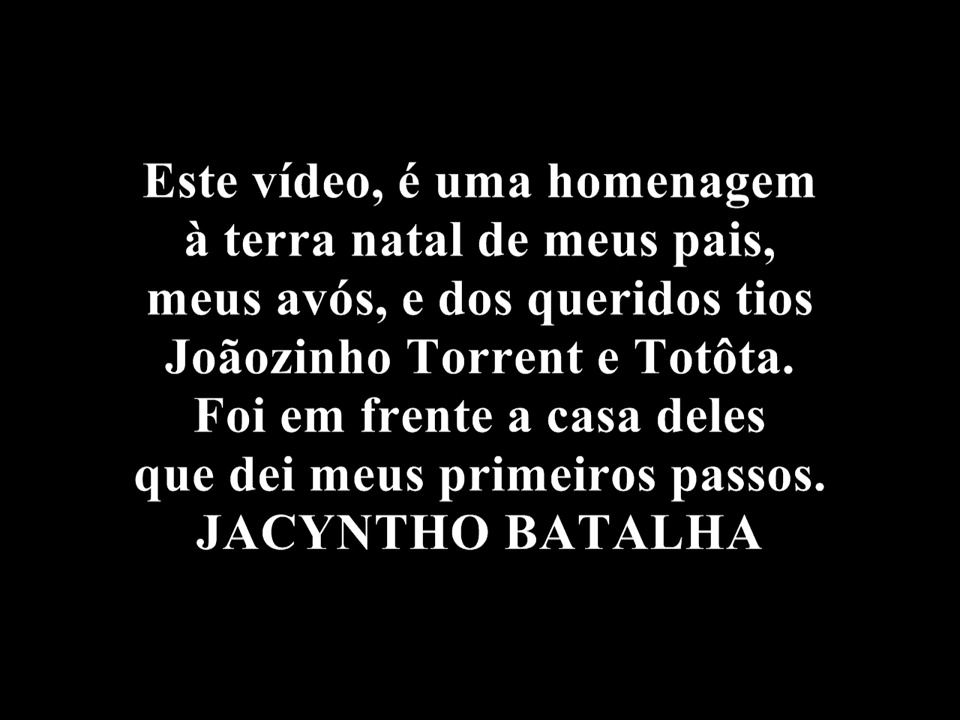 Este vídeo, é uma homenagem
à terra natal de meus pais,
meus avós, e dos queridos tios
Joãozinho Torrent e Totôta.
Foi em frente a casa deles
que dei meus primeiros passos.
JACYNTHO BATALHA